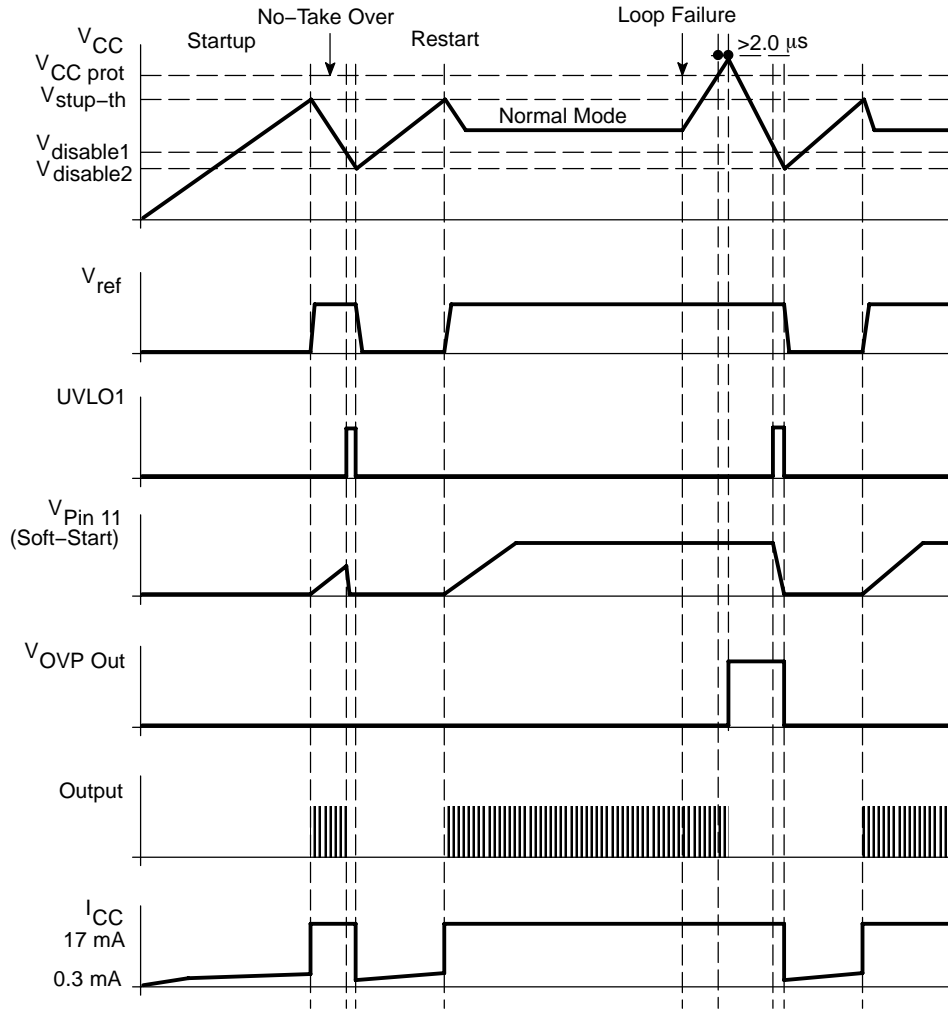 No−Take Over
Loop Failure
VCC
Startup
Restart
>2.0 μs
VCC prot
Vstup−th
Normal Mode
Vdisable1
Vdisable2
Vref
UVLO1
VPin 11
(Soft−Start)
VOVP Out
Output
ICC
17 mA
0.3 mA